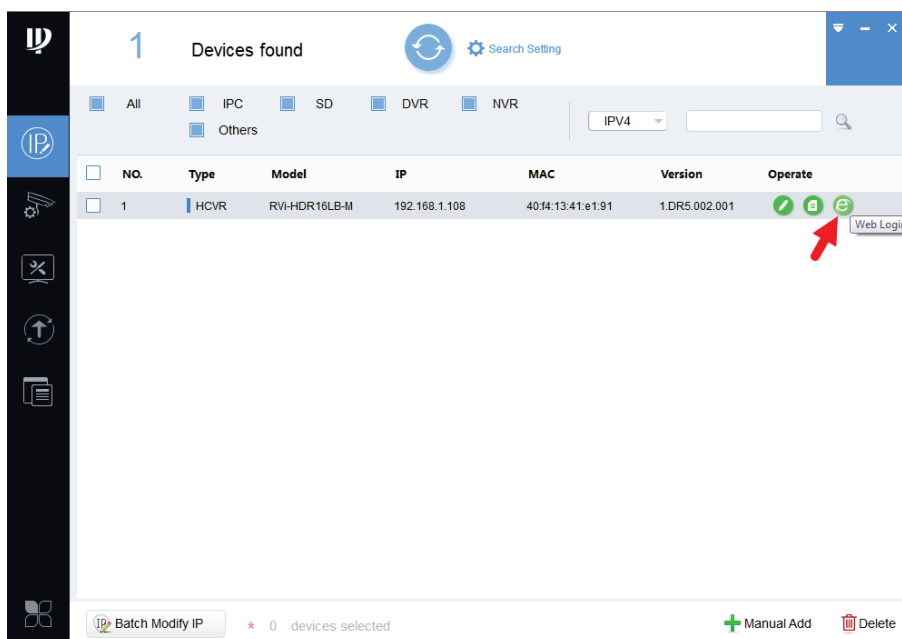 1 Devices found Search Setting
All IPC SD DVR NVR
Others
IPV4
NO. Type Model IP MAC Version Operate
1 HCVR RVi-HDR16LB-M 192.168.1.108 40:f4:13:41:e1:91 1.DR5.002.001
Web Login
IP
Batch Modify IP * 0 devices selected Manual Add Delete